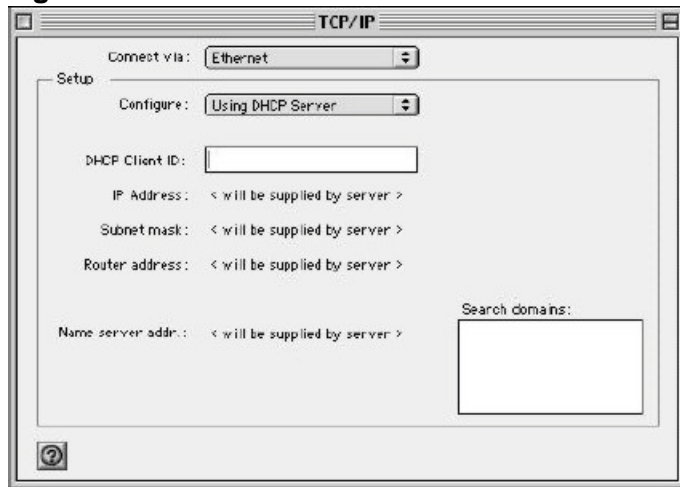 TCP/IP
Connect via: Ethernet
Setup
Configure: Using DHCP Server
DHCP Client ID:
IP Address: < will be supplied by server >
Subnet mask: < will be supplied by server >
Router address: < will be supplied by server >
Search domains:
Name server addr.: < will be supplied by server >
?